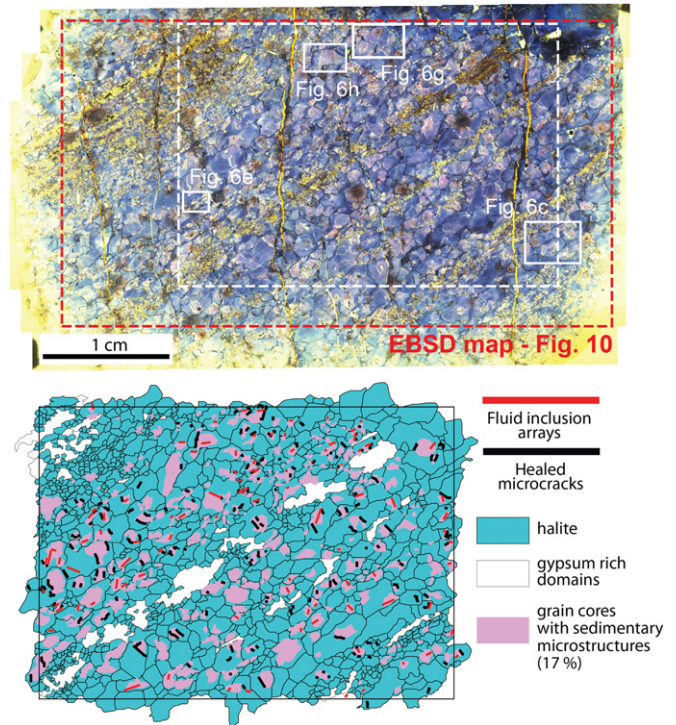 Fig. 6h
Fig. 6g
Fig. 6e
Fig. 6c
1 cm
EBSD map - Fig. 10
Fluid inclusion
arrays
Healed
microcracks
halite
gypsum rich
domains
grain cores
with sedimentary
microstructures
(17 %)